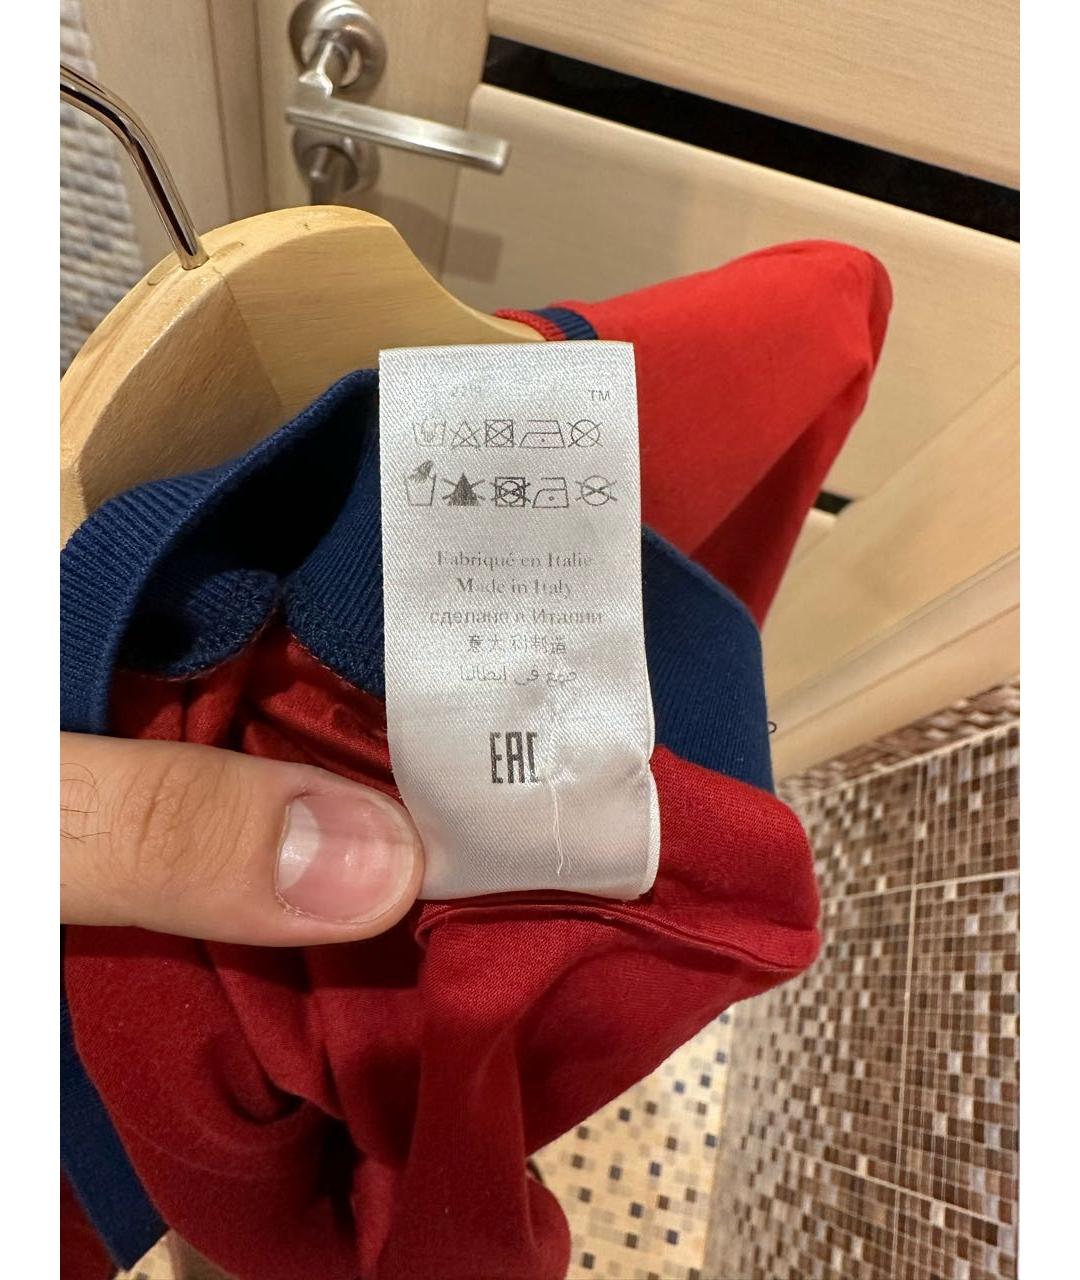 TM
Fabriqué en Italie
Made in Italy
сделано в Италии
意大利制造
صنع في ايطاليا
EAC